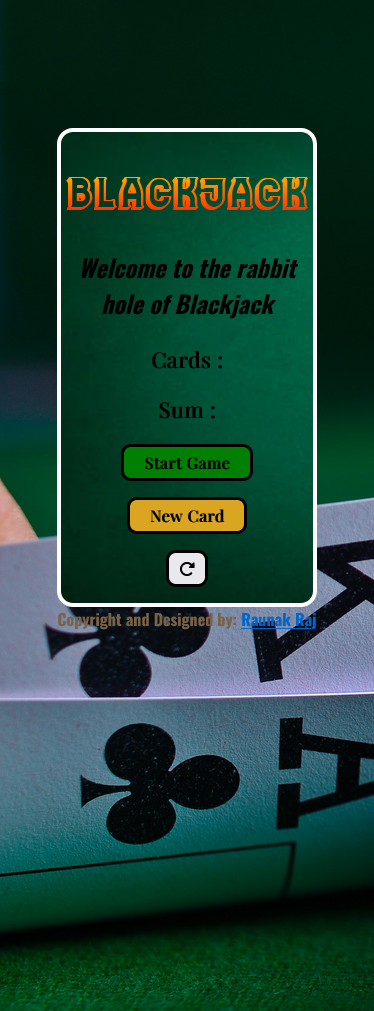 BLACKJACK
Welcome to the rabbit
hole of Blackjack
Cards :
Sum :
Start Game
New Card
Copyright and Designed by: Raunak Raj
K
A